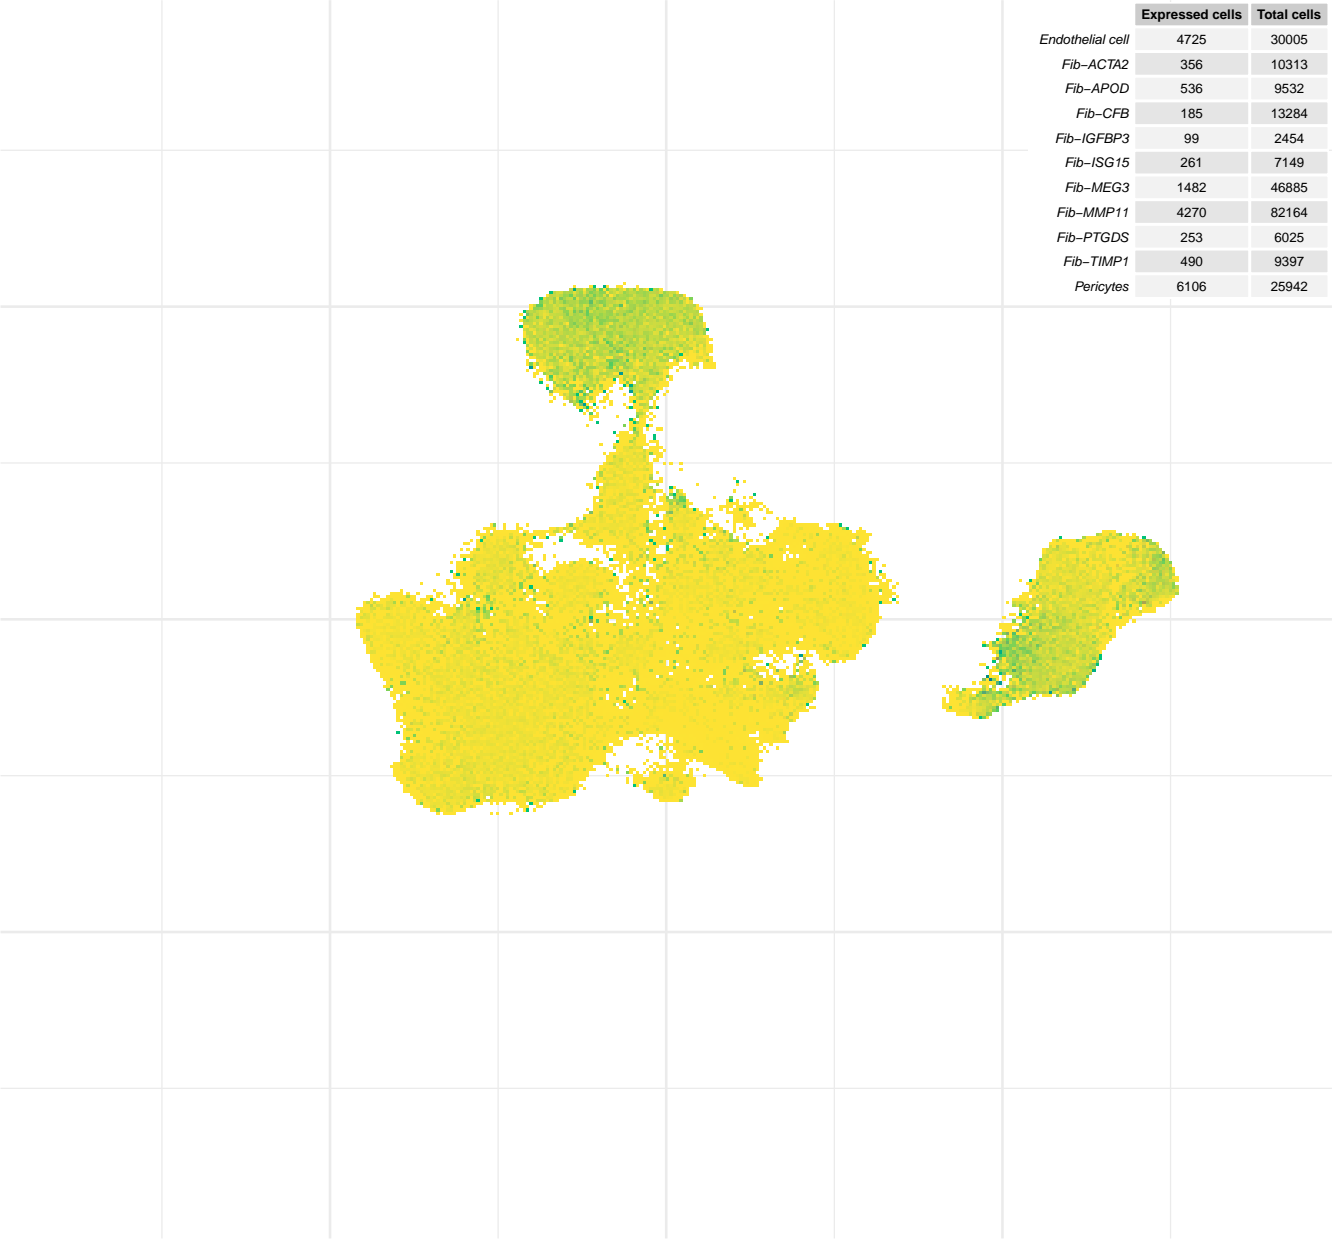 Expressed cells Total cells
Endothelial cell 4725 30005
Fib−ACTA2 356 10313
Fib−APOD 536 9532
Fib−CFB 185 13284
Fib−IGFBP3 99 2454
Fib−ISG15 261 7149
Fib−MEG3 1482 46885
Fib−MMP11 4270 82164
Fib−PTGDS 253 6025
Fib−TIMP1 490 9397
Pericytes 6106 25942